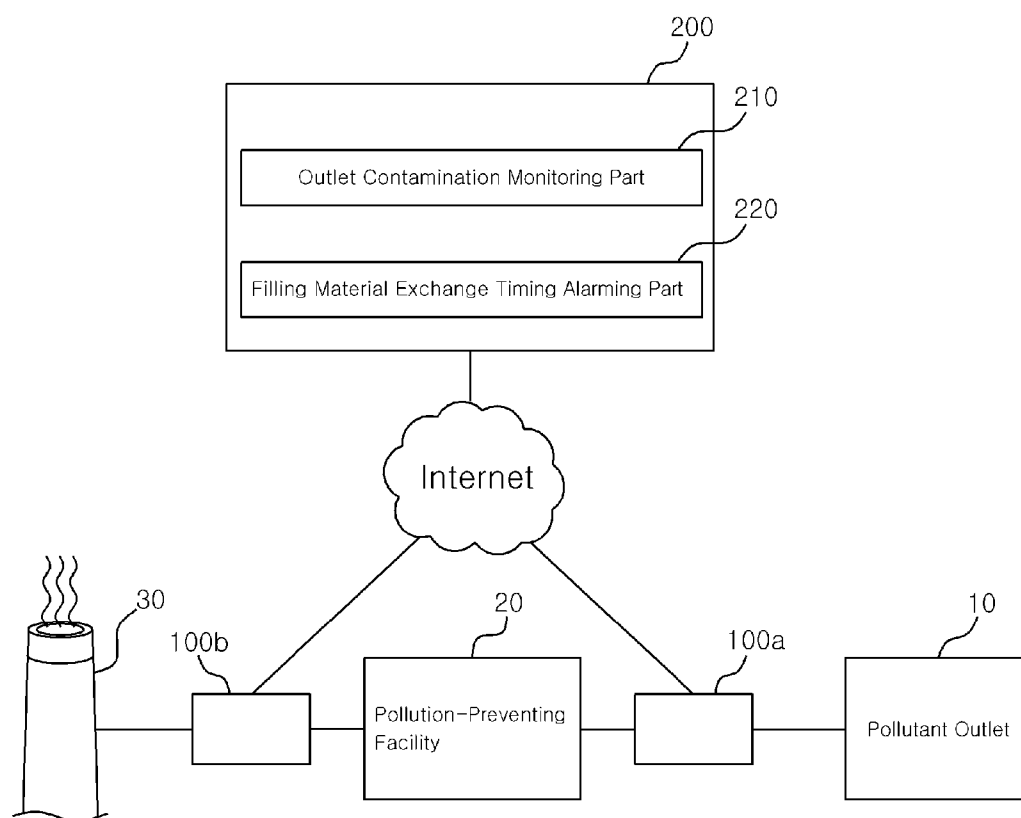 200
210
Outlet Contamination Monitoring Part
220
Filling Material Exchange Timing Alarming Part
Internet
30
100b
20
100a
10
Pollution-Preventing
Facility
Pollutant Outlet